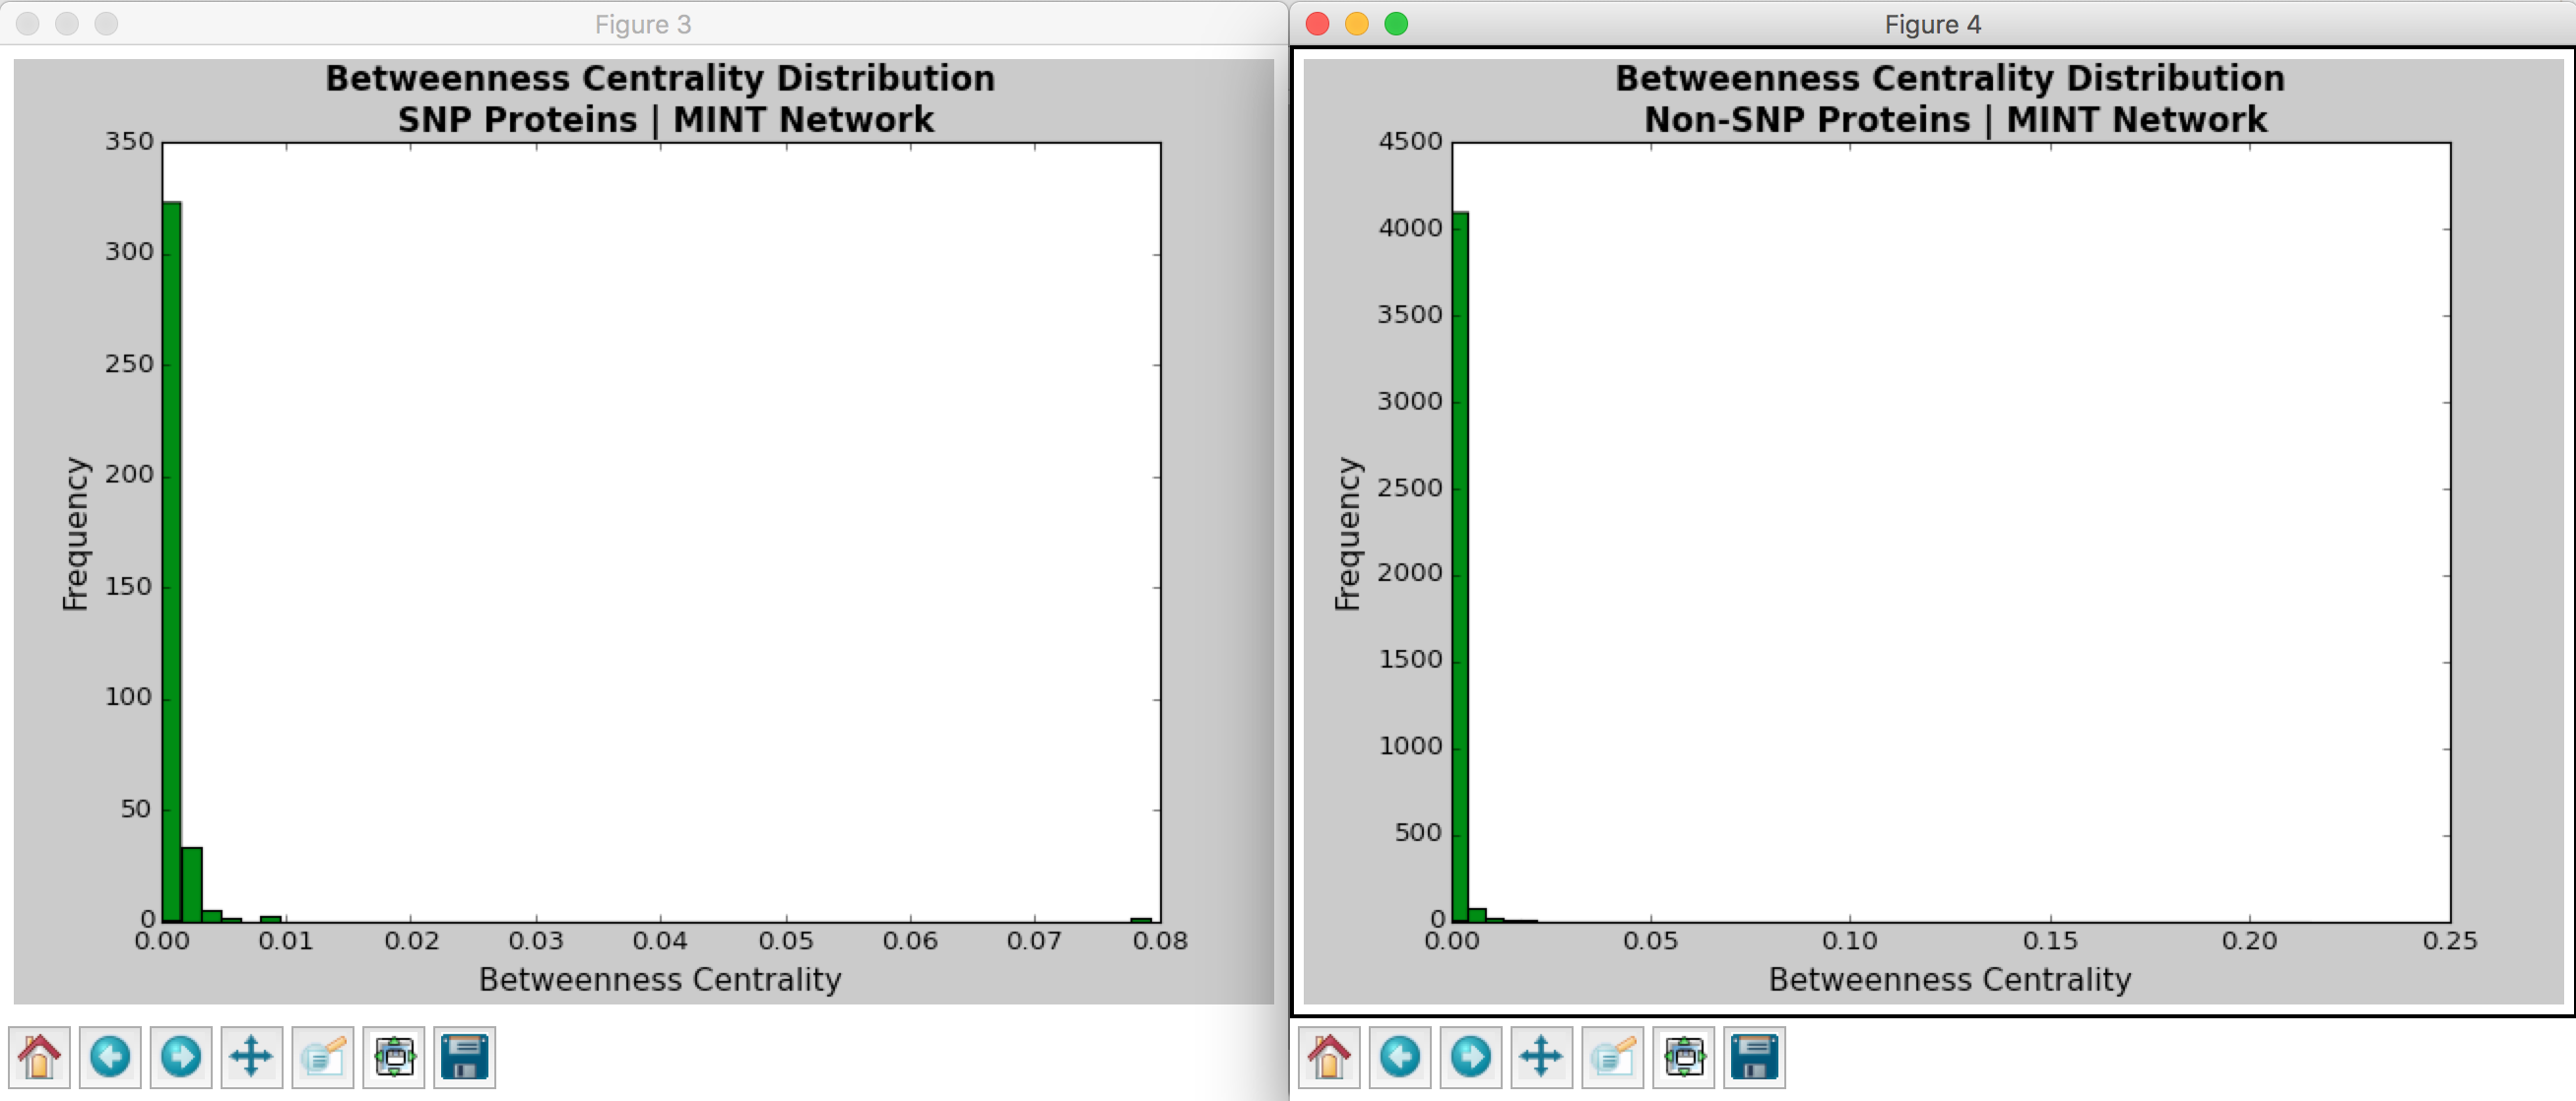 Figure 3
Betweenness Centrality Distribution
SNP Proteins | MINT Network
350
300
250
200
150
100
50
0
Frequency
0.00 0.01 0.02 0.03 0.04 0.05 0.06 0.07 0.08
Betweenness Centrality
Figure 4
Betweenness Centrality Distribution
Non-SNP Proteins | MINT Network
4500
4000
3500
3000
2500
2000
1500
1000
500
0
Frequency
0.00 0.05 0.10 0.15 0.20 0.25
Betweenness Centrality